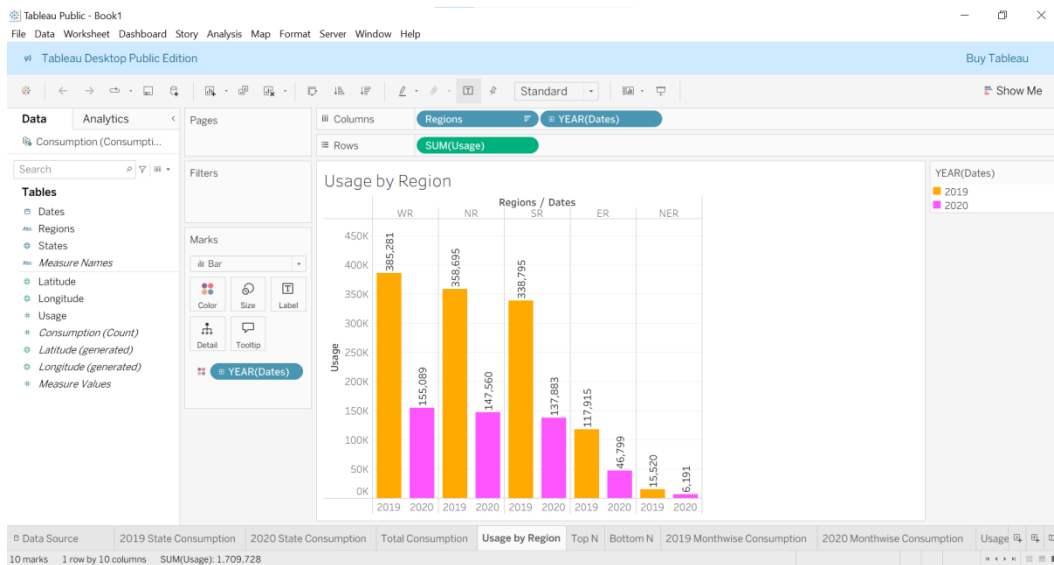 Tableau Public - Book1
File Data Worksheet Dashboard Story Analysis Map Format Server Window Help
Tableau Desktop Public Edition
Buy Tableau
Standard
Show Me
Data Analytics
Consumption (Consumpti...
Search
Tables
Dates
Abc Regions
States
Abc Measure Names
Latitude
Longitude
# Usage
# Consumption (Count)
Latitude (generated)
Longitude (generated)
# Measure Values
Pages
Filters
Marks
Bar
Color Size Label
Detail Tooltip
YEAR(Dates)
Columns Regions YEAR(Dates)
Rows SUM(Usage)
Usage by Region
Regions / Dates
WR NR SR ER NER
Usage
450K
400K
350K
300K
250K
200K
150K
100K
50K
0K
385,281
155,089
358,695
147,560
338,795
137,883
117,915
46,799
15,520
6,191
2019 2020 2019 2020 2019 2020 2019 2020 2019 2020
YEAR(Dates)
2019
2020
Data Source 2019 State Consumption 2020 State Consumption Total Consumption Usage by Region Top N Bottom N 2019 Monthwise Consumption 2020 Monthwise Consumption Usage
10 marks 1 row by 10 columns SUM(Usage): 1,709,728